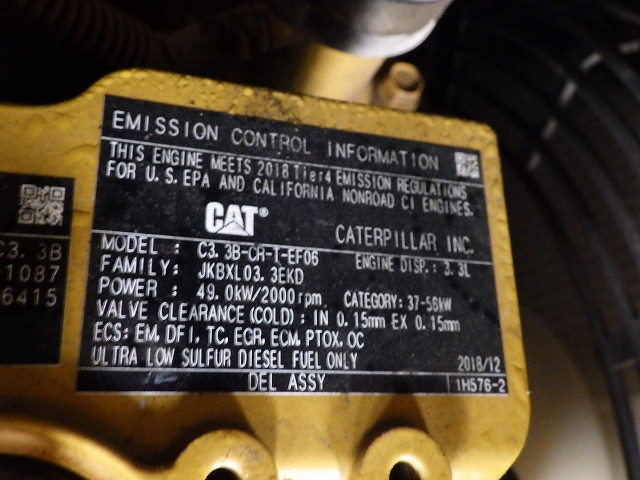 EMISSION CONTROL INFORMATION
THIS ENGINE MEETS 2018 Tier4 EMISSION REGULATIONS
FOR U.S. EPA AND CALIFORNIA NONROAD CI ENGINES.
CAT® CATERPILLAR INC.
MODEL : C3.3B-CR-T-EF06 ENGINE DISP.: 3.3L
FAMILY: JKBXL03.3EKD
POWER : 49.0kW/2000rpm CATEGORY: 37-56kW
VALVE CLEARANCE(COLD): IN 0.15mm EX 0.15mm
ECS: EM, DFI, TC, EGR, ECM, PTOX, OC
ULTRA LOW SULFUR DIESEL FUEL ONLY 2018/12
DEL ASSY 1H576-2
C3.3B
1087
6415